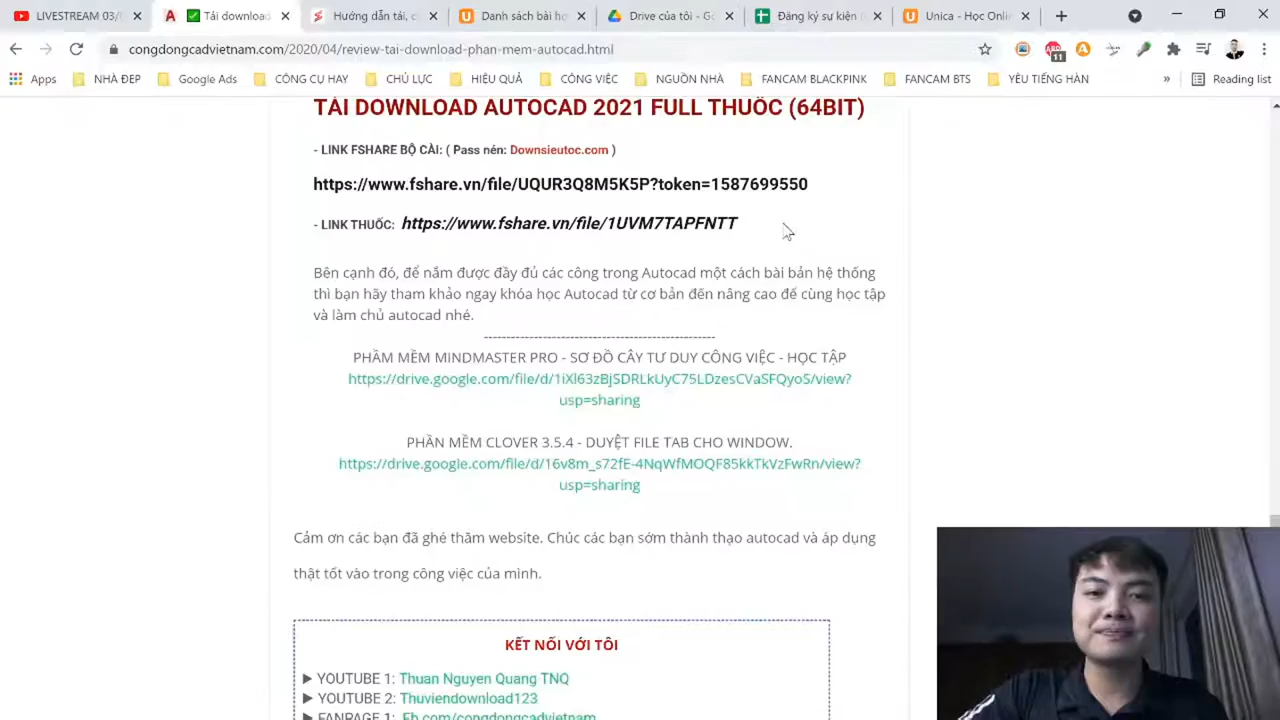 LIVESTREAM 03/
Tải download
Hướng dẫn tải, c
Danh sách bài họ
Drive của tôi - Go
Đăng ký sự kiện (
Unica - Học Onli
congdongcadvietnam.com/2020/04/review-tai-download-phan-mem-autocad.html
Apps
NHÀ ĐẸP
Google Ads
CÔNG CỤ HAY
CHỦ LỰC
HIỆU QUẢ
CÔNG VIỆC
NGUỒN NHÀ
FANCAM BLACKPINK
FANCAM BTS
YÊU TIẾNG HÀN
»
Reading list
11
TẢI DOWNLOAD AUTOCAD 2021 FULL THUỐC (64BIT)
- LINK FSHARE BỘ CÀI: ( Pass nén: Downsieutoc.com )
https://www.fshare.vn/file/UQUR3Q8M5K5P?token=1587699550
- LINK THUỐC: https://www.fshare.vn/file/1UVM7TAPFNTT
Bên cạnh đó, để nắm được đầy đủ các công trong Autocad một cách bài bản hệ thống
thì bạn hãy tham khảo ngay khóa học Autocad từ cơ bản đến nâng cao để cùng học tập
và làm chủ autocad nhé.
--------------------------------------------------
PHẦM MỀM MINDMASTER PRO - SƠ ĐỒ CÂY TƯ DUY CÔNG VIỆC - HỌC TẬP
https://drive.google.com/file/d/1iXl63zBjSDRLkUyC75LDzesCVaSFQyoS/view?
usp=sharing
PHẦN MỀM CLOVER 3.5.4 - DUYỆT FILE TAB CHO WINDOW.
https://drive.google.com/file/d/16v8m_s72fE-4NqWfMOQF85kkTkVzFwRn/view?
usp=sharing
Cảm ơn các bạn đã ghé thăm website. Chúc các bạn sớm thành thạo autocad và áp dụng
thật tốt vào trong công việc của mình.
KẾT NỐI VỚI TÔI
► YOUTUBE 1: Thuan Nguyen Quang TNQ
► YOUTUBE 2: Thuviendownload123
► FANPAGE 1: Fb.com/congdongcadvietnam